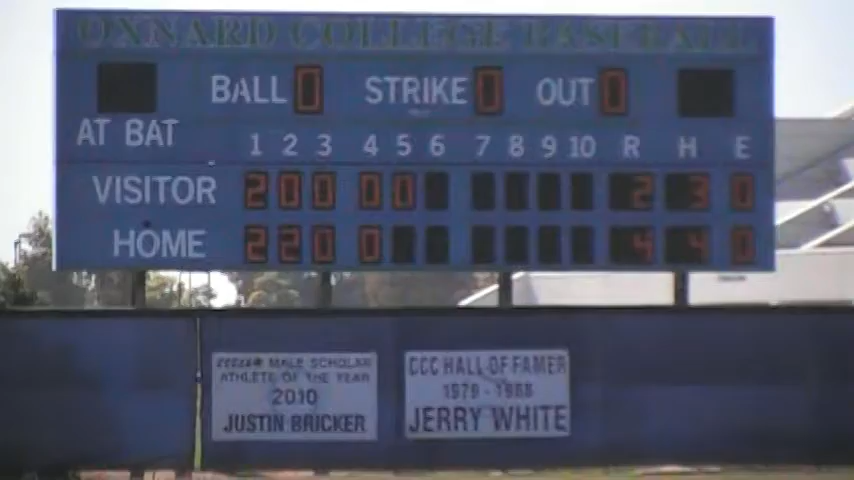 OXNARD COLLEGE BASEBALL
BALL 0 STRIKE 0 OUT 0
AT BAT 1 2 3 4 5 6 7 8 9 10 R H E
VISITOR 2 0 0 0 0 2 3 0
HOME 2 2 0 0 4 4 0
MALE SCHOLAR
ATHLETE OF THE YEAR
2010
JUSTIN BRICKER
CCC HALL OF FAMER
1979 - 1988
JERRY WHITE